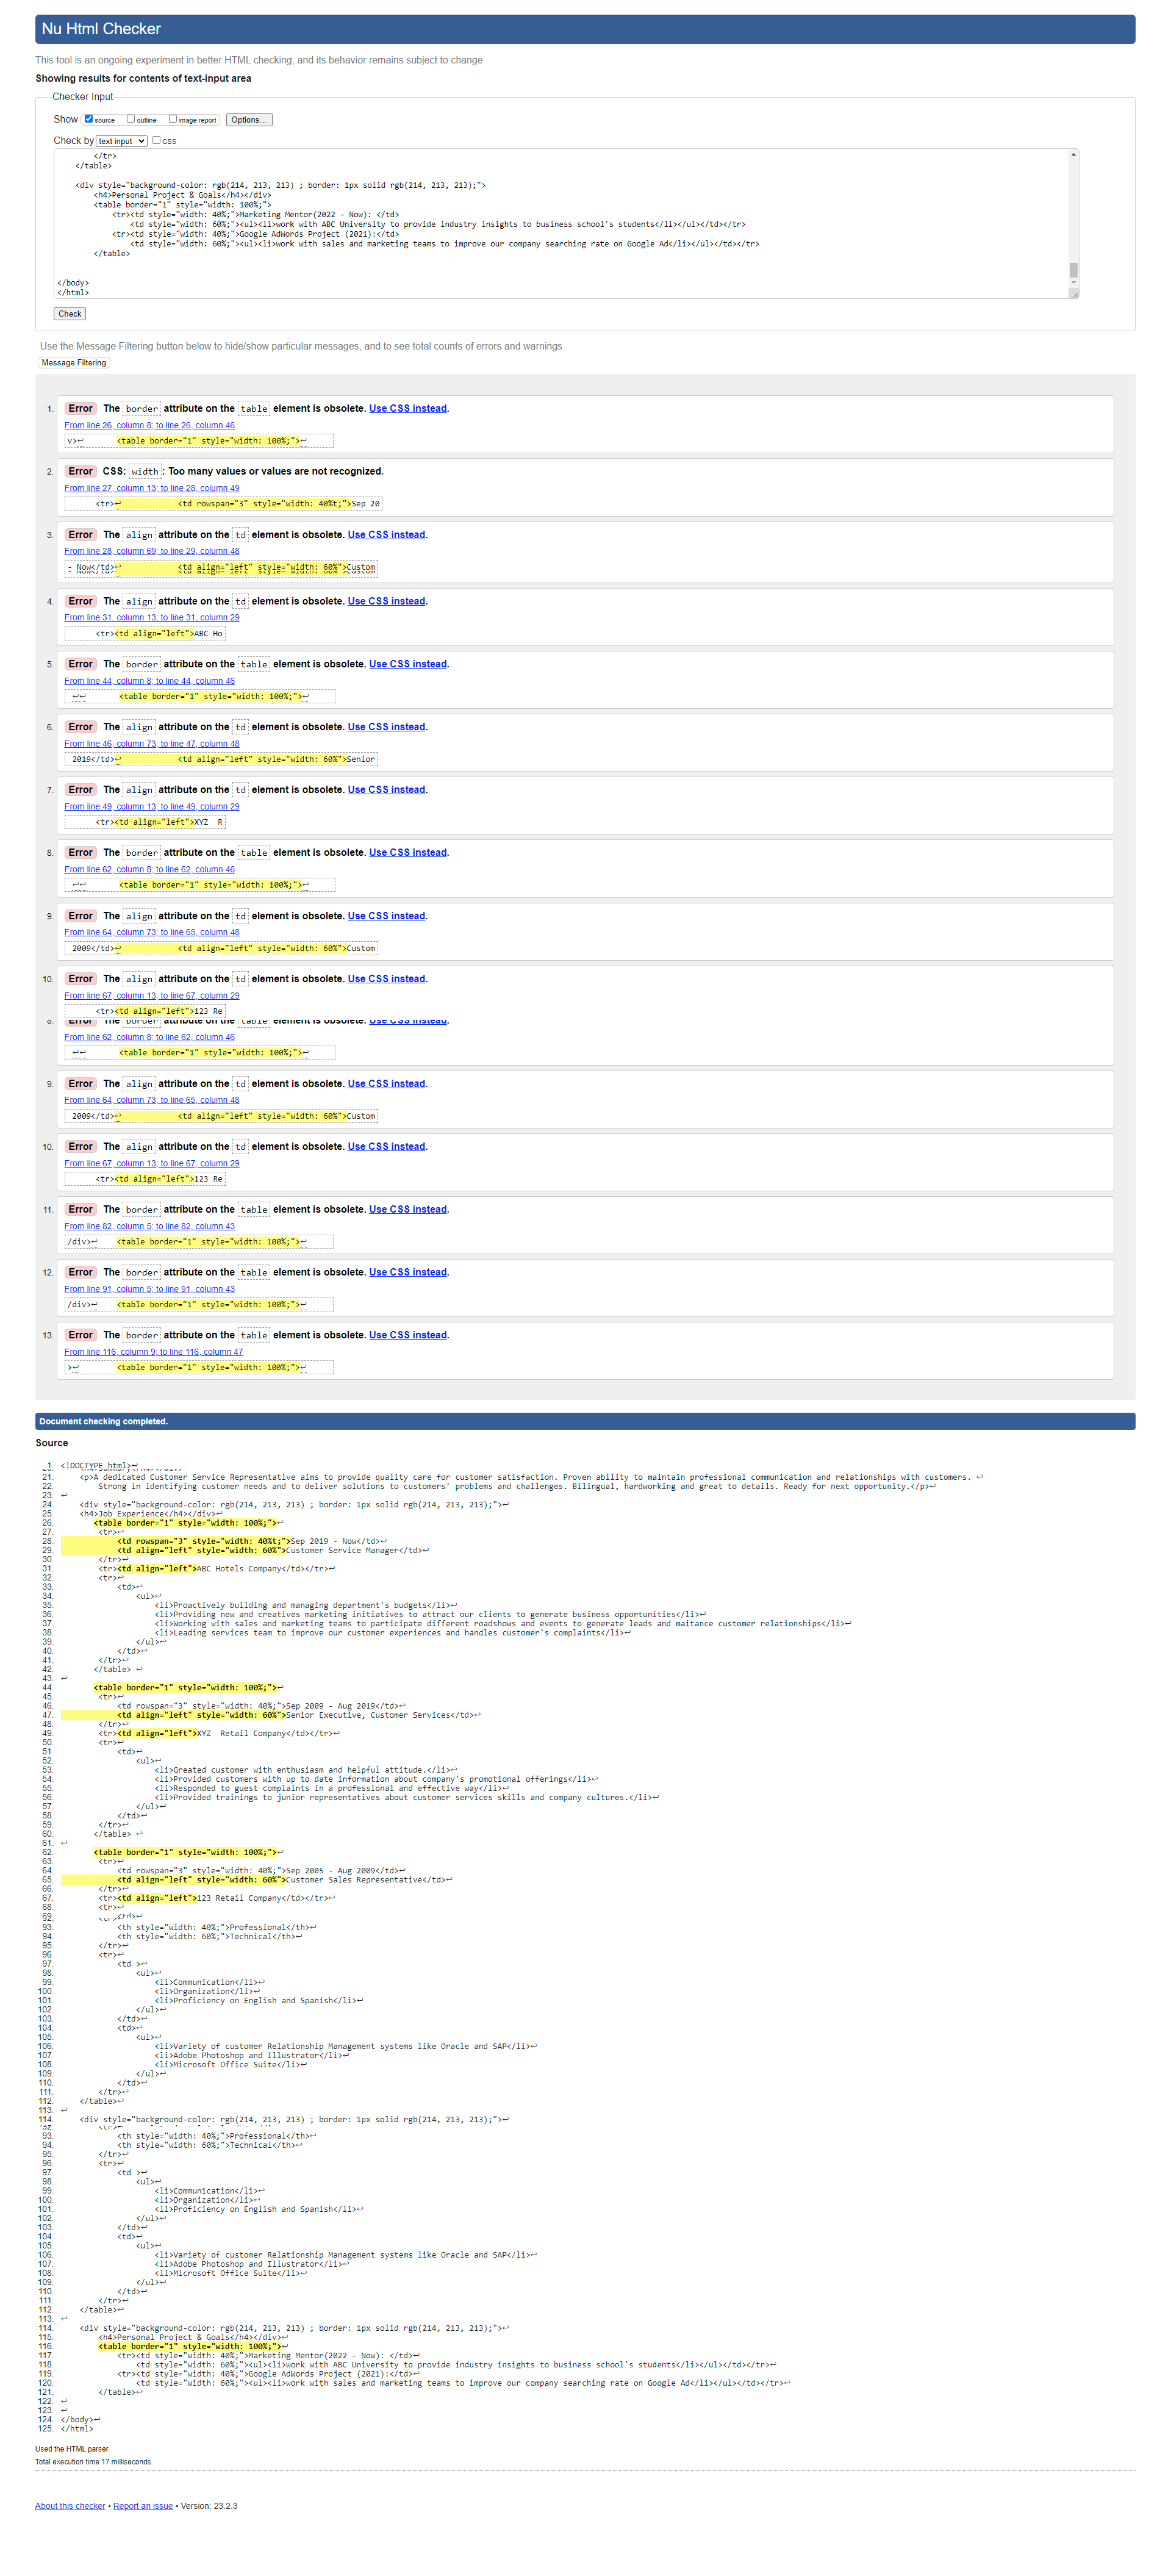 Nu Html Checker
This tool is an ongoing experiment in better HTML checking, and its behavior remains subject to change
Showing results for contents of text-input area
Checker Input
Show source outline image report Options...
Check by text input css
</tr>
</table>
<div style="background-color: rgb(214, 213, 213) ; border: 1px solid rgb(214, 213, 213);">
<h4>Personal Project & Goals</h4></div>
<table border="1" style="width: 100%;">
<tr><td style="width: 40%;">Marketing Mentor(2022 - Now): </td>
<td style="width: 60%;"><ul><li>work with ABC University to provide industry insights to business school's students</li></ul></td></tr>
<tr><td style="width: 40%;">Google AdWords Project (2021):</td>
<td style="width: 60%;"><ul><li>work with sales and marketing teams to improve our company searching rate on Google Ad</li></ul></td></tr>
</table>
</body>
</html>
Check
Use the Message Filtering button below to hide/show particular messages, and to see total counts of errors and warnings.
Message Filtering
1. Error The border attribute on the table element is obsolete. Use CSS instead.
From line 26, column 8; to line 26, column 46
v>↩ <table border="1" style="width: 100%;">↩
2. Error CSS: width: Too many values or values are not recognized.
From line 27, column 13; to line 28, column 49
<tr>↩ <td rowspan="3" style="width: 40%t;">Sep 20
3. Error The align attribute on the td element is obsolete. Use CSS instead.
From line 28, column 69; to line 29, column 48
- Now</td>↩ <td align="left" style="width: 60%">Custom
4. Error The align attribute on the td element is obsolete. Use CSS instead.
From line 31, column 13; to line 31, column 29
<tr><td align="left">ABC Ho
5. Error The border attribute on the table element is obsolete. Use CSS instead.
From line 44, column 8; to line 44, column 46
↩↩ <table border="1" style="width: 100%;">↩
6. Error The align attribute on the td element is obsolete. Use CSS instead.
From line 46, column 73; to line 47, column 48
2019</td>↩ <td align="left" style="width: 60%">Senior
7. Error The align attribute on the td element is obsolete. Use CSS instead.
From line 49, column 13; to line 49, column 29
<tr><td align="left">XYZ  R
8. Error The border attribute on the table element is obsolete. Use CSS instead.
From line 62, column 8; to line 62, column 46
↩↩ <table border="1" style="width: 100%;">↩
9. Error The align attribute on the td element is obsolete. Use CSS instead.
From line 64, column 73; to line 65, column 48
2009</td>↩ <td align="left" style="width: 60%">Custom
10. Error The align attribute on the td element is obsolete. Use CSS instead.
From line 67, column 13; to line 67, column 29
<tr><td align="left">123 Re
8. Error The border attribute on the table element is obsolete. Use CSS instead.
From line 62, column 8; to line 62, column 46
↩↩ <table border="1" style="width: 100%;">↩
9. Error The align attribute on the td element is obsolete. Use CSS instead.
From line 64, column 73; to line 65, column 48
2009</td>↩ <td align="left" style="width: 60%">Custom
10. Error The align attribute on the td element is obsolete. Use CSS instead.
From line 67, column 13; to line 67, column 29
<tr><td align="left">123 Re
11. Error The border attribute on the table element is obsolete. Use CSS instead.
From line 82, column 5; to line 82, column 43
/div>↩ <table border="1" style="width: 100%;">↩
12. Error The border attribute on the table element is obsolete. Use CSS instead.
From line 91, column 5; to line 91, column 43
/div>↩ <table border="1" style="width: 100%;">↩
13. Error The border attribute on the table element is obsolete. Use CSS instead.
From line 116, column 9; to line 116, column 47
>↩ <table border="1" style="width: 100%;">↩
Document checking completed.
Source
1. <!DOCTYPE html>↩
21. <p>A dedicated Customer Service Representative aims to provide quality care for customer satisfaction. Proven ability to maintain professional communication and relationships with customers. ↩
22. Strong in identifying customer needs and to deliver solutions to customers' problems and challenges. Bilingual, hardworking and great to details. Ready for next opportunity.</p>↩
23. ↩
24. <div style="background-color: rgb(214, 213, 213) ; border: 1px solid rgb(214, 213, 213);">↩
25. <h4>Job Experience</h4></div>↩
26. <table border="1" style="width: 100%;">↩
27. <tr>↩
28. <td rowspan="3" style="width: 40%t;">Sep 2019 - Now</td>↩
29. <td align="left" style="width: 60%">Customer Service Manager</td>↩
30. </tr>↩
31. <tr><td align="left">ABC Hotels Company</td></tr>↩
32. <tr>↩
33. <td>↩
34. <ul>↩
35. <li>Proactively building and managing department's budgets</li>↩
36. <li>Providing new and creatives marketing initiatives to attract our clients to generate business opportunities</li>↩
37. <li>Working with sales and marketing teams to participate different roadshows and events to generate leads and maitance customer relationships</li>↩
38. <li>Leading services team to improve our customer experiences and handles customer's complaints</li>↩
39. </ul>↩
40. </td>↩
41. </tr>↩
42. </table> ↩
43. ↩
44. <table border="1" style="width: 100%;">↩
45. <tr>↩
46. <td rowspan="3" style="width: 40%;">Sep 2009 - Aug 2019</td>↩
47. <td align="left" style="width: 60%">Senior Executive, Customer Services</td>↩
48. </tr>↩
49. <tr><td align="left">XYZ  Retail Company</td></tr>↩
50. <tr>↩
51. <td>↩
52. <ul>↩
53. <li>Greated customer with enthusiasm and helpful attitude.</li>↩
54. <li>Provided customers with up to date information about company's promotional offerings</li>↩
55. <li>Responded to guest complaints in a professional and effective way</li>↩
56. <li>Provided trainings to junior representatives about customer services skills and company cultures.</li>↩
57. </ul>↩
58. </td>↩
59. </tr>↩
60. </table> ↩
61. ↩
62. <table border="1" style="width: 100%;">↩
63. <tr>↩
64. <td rowspan="3" style="width: 40%;">Sep 2005 - Aug 2009</td>↩
65. <td align="left" style="width: 60%">Customer Sales Representative</td>↩
66. </tr>↩
67. <tr><td align="left">123 Retail Company</td></tr>↩
68. <tr>↩
69. <td>↩
93. <th style="width: 40%;">Professional</th>↩
94. <th style="width: 60%;">Technical</th>↩
95. </tr>↩
96. <tr>↩
97. <td >↩
98. <ul>↩
99. <li>Communication</li>↩
100. <li>Organization</li>↩
101. <li>Proficiency on English and Spanish</li>↩
102. </ul>↩
103. </td>↩
104. <td>↩
105. <ul>↩
106. <li>Variety of customer Relationship Management systems like Oracle and SAP</li>↩
107. <li>Adobe Photoshop and Illustrator</li>↩
108. <li>Microsoft Office Suite</li>↩
109. </ul>↩
110. </td>↩
111. </tr>↩
112. </table>↩
113. ↩
114. <div style="background-color: rgb(214, 213, 213) ; border: 1px solid rgb(214, 213, 213);">↩
93. <th style="width: 40%;">Professional</th>↩
94. <th style="width: 60%;">Technical</th>↩
95. </tr>↩
96. <tr>↩
97. <td >↩
98. <ul>↩
99. <li>Communication</li>↩
100. <li>Organization</li>↩
101. <li>Proficiency on English and Spanish</li>↩
102. </ul>↩
103. </td>↩
104. <td>↩
105. <ul>↩
106. <li>Variety of customer Relationship Management systems like Oracle and SAP</li>↩
107. <li>Adobe Photoshop and Illustrator</li>↩
108. <li>Microsoft Office Suite</li>↩
109. </ul>↩
110. </td>↩
111. </tr>↩
112. </table>↩
113. ↩
114. <div style="background-color: rgb(214, 213, 213) ; border: 1px solid rgb(214, 213, 213);">↩
115. <h4>Personal Project & Goals</h4></div>↩
116. <table border="1" style="width: 100%;">↩
117. <tr><td style="width: 40%;">Marketing Mentor(2022 - Now): </td>↩
118. <td style="width: 60%;"><ul><li>work with ABC University to provide industry insights to business school's students</li></ul></td></tr>↩
119. <tr><td style="width: 40%;">Google AdWords Project (2021):</td>↩
120. <td style="width: 60%;"><ul><li>work with sales and marketing teams to improve our company searching rate on Google Ad</li></ul></td></tr>↩
121. </table>↩
122. ↩
123. ↩
124. </body>↩
125. </html>
Used the HTML parser.
Total execution time 17 milliseconds.
About this checker • Report an issue • Version: 23.2.3